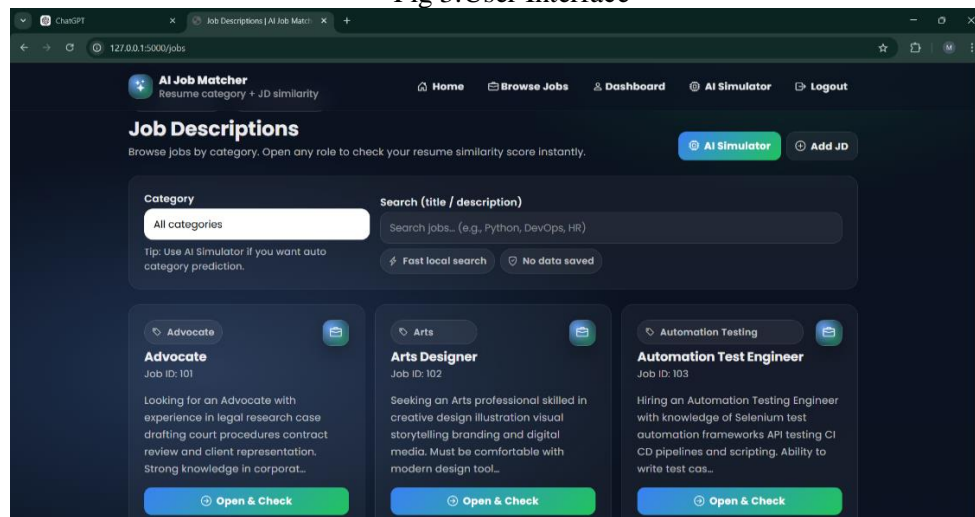 Fig 3.User Interface
ChatGPT
Job Descriptions | AI Job Match
127.0.0.1:5000/jobs
M
AI Job Matcher
Resume category + JD similarity
Home
Browse Jobs
Dashboard
AI Simulator
Logout
Job Descriptions
Browse jobs by category. Open any role to check your resume similarity score instantly.
AI Simulator
Add JD
Category
All categories
Tip: Use AI Simulator if you want auto
category prediction.
Search (title / description)
Search jobs... (e.g., Python, DevOps, HR)
Fast local search
No data saved
Advocate
Advocate
Job ID: 101
Looking for an Advocate with
experience in legal research case
drafting court procedures contract
review and client representation.
Strong knowledge in corporat...
Open & Check
Arts
Arts Designer
Job ID: 102
Seeking an Arts professional skilled in
creative design illustration visual
storytelling branding and digital
media. Must be comfortable with
modern design tool...
Open & Check
Automation Testing
Automation Test Engineer
Job ID: 103
Hiring an Automation Testing Engineer
with knowledge of Selenium test
automation frameworks API testing CI
CD pipelines and scripting. Ability to
write test cas...
Open & Check